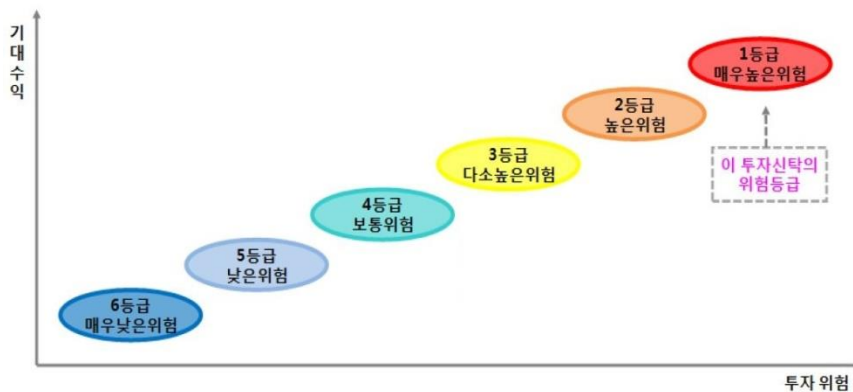 기대수익
1등급
매우높은위험
2등급
높은위험
이 투자신탁의
위험등급
3등급
다소높은위험
4등급
보통위험
5등급
낮은위험
6등급
매우낮은위험
투자 위험